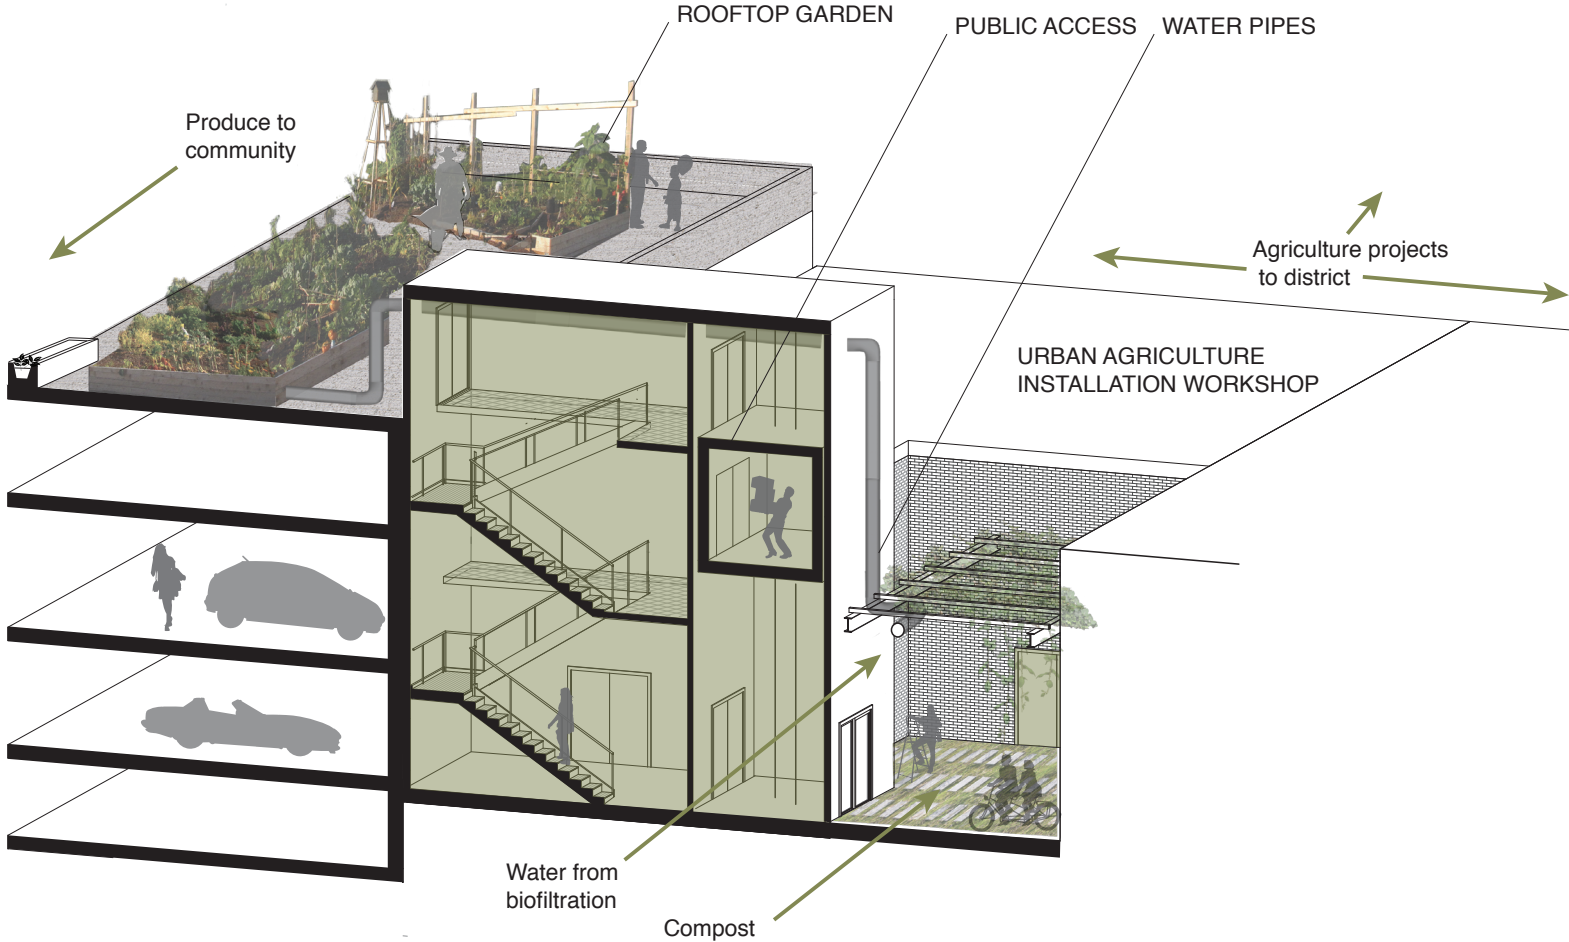 ROOFTOP GARDEN
PUBLIC ACCESS
WATER PIPES
Produce to
community
Agriculture projects
to district
URBAN AGRICULTURE
INSTALLATION WORKSHOP
Water from
biofiltration
Compost